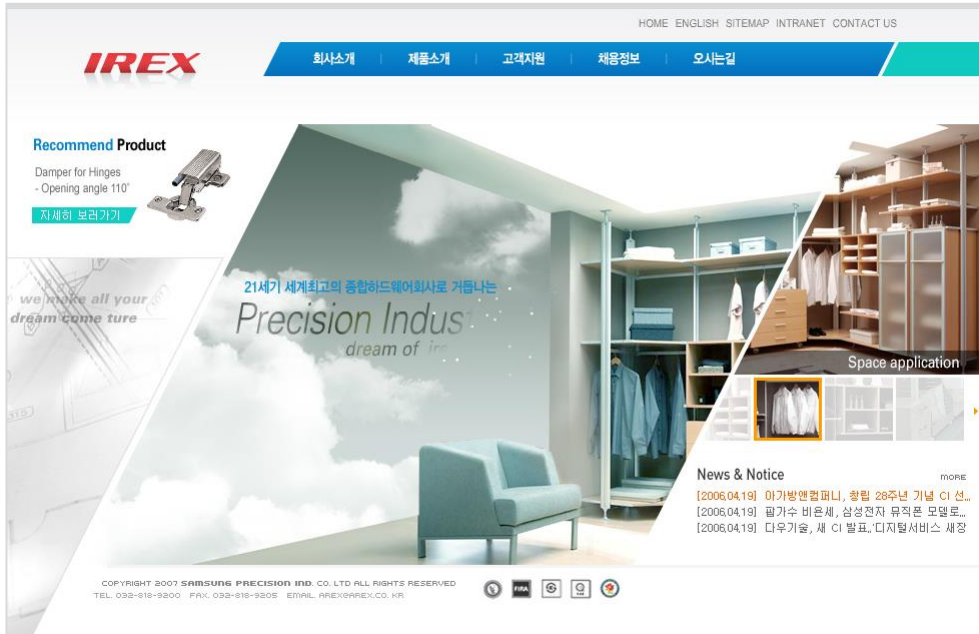 HOME ENGLISH SITEMAP INTRANET CONTACT US
IREX
회사소개 제품소개 고객지원 채용정보 오시는길
Recommend Product
Damper for Hinges
- Opening angle 110˚
자세히 보러가기
we make all your
dream come ture
21세기 세계최고의 종합하드웨어회사로 거듭나는
Precision Indus
dream of ire
Space application
News & Notice
MORE
[2006,04,19] 아가방앤컴퍼니, 창립 28주년 기념 CI 선...
[2006,04,19] 팝가수 비욘세, 삼성전자 뮤직폰 모델로...
[2006,04,19] 다우기술, 새 CI 발표..'디지털서비스 새장
COPYRIGHT 2007 SAMSUNG PRECISION IND. CO. LTD ALL RIGHTS RESERVED
TEL. 032-818-9200 FAX. 032-818-9205 EMAIL. AREX@AREX.CO. KR